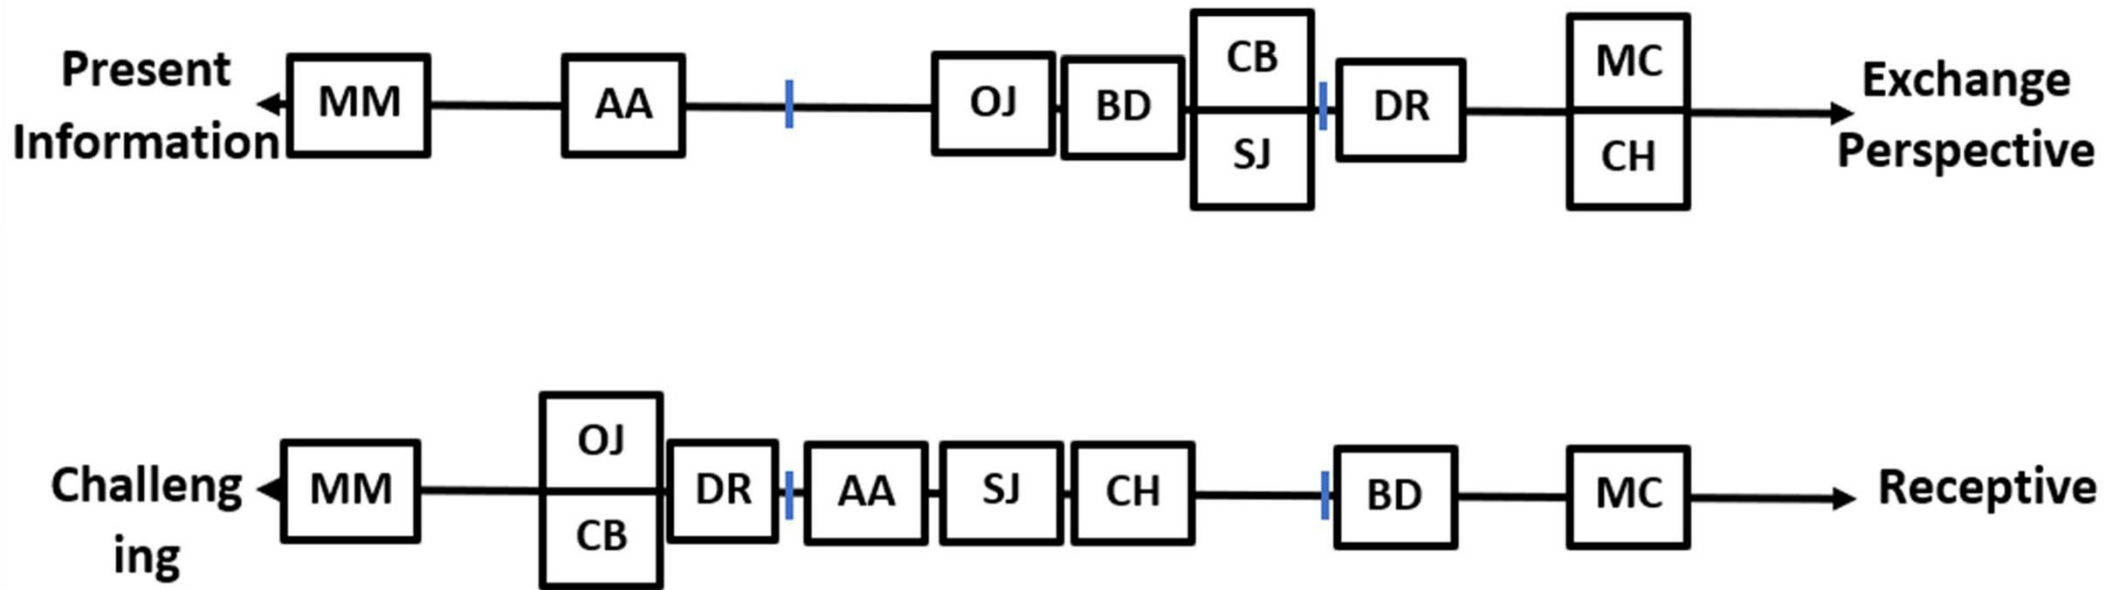 Present
Information
MM
AA
OJ
BD
CB
SJ
DR
MC
CH
Exchange
Perspective
Challeng
ing
MM
OJ
CB
DR
AA
SJ
CH
BD
MC
Receptive